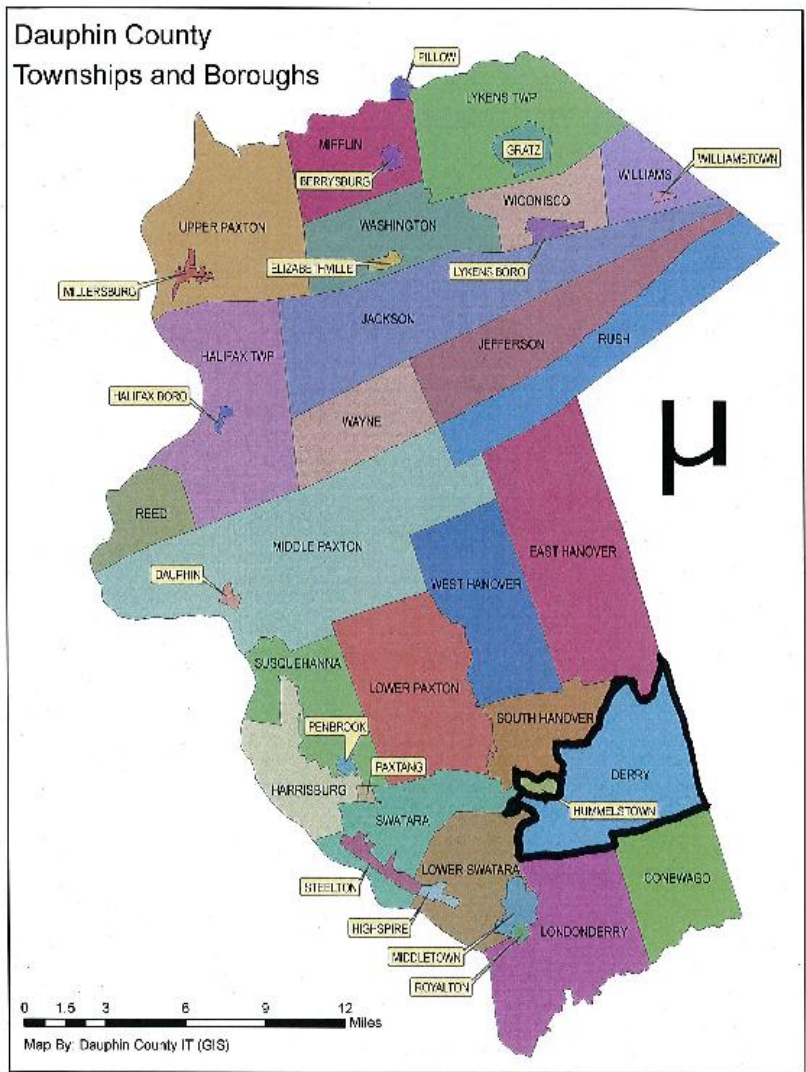 Dauphin County
Townships and Boroughs
PILLOW
LYKENS TWP
MIFFLIN
GRATZ
BERRYSBURG
WILLIAMS
WILLIAMSTOWN
WICONISCO
UPPER PAXTON
WASHINGTON
ELIZABETHVILLE
LYKENS BORO
MILLERSBURG
JACKSON
JEFFERSON
RUSH
HALIFAX TWP
HALIFAX BORO
WAYNE
µ
REED
MIDDLE PAXTON
EAST HANOVER
DAUPHIN
WEST HANOVER
SUSQUEHANNA
LOWER PAXTON
SOUTH HANOVER
PENBROOK
PAXTANG
DERRY
HARRISBURG
HUMMELSTOWN
SWATARA
LOWER SWATARA
CONEWAGO
STEELTON
HIGHSPIRE
LONDONDERRY
MIDDLETOWN
ROYALTON
0 1.5 3 6 9 12
Miles
Map By: Dauphin County IT (GIS)